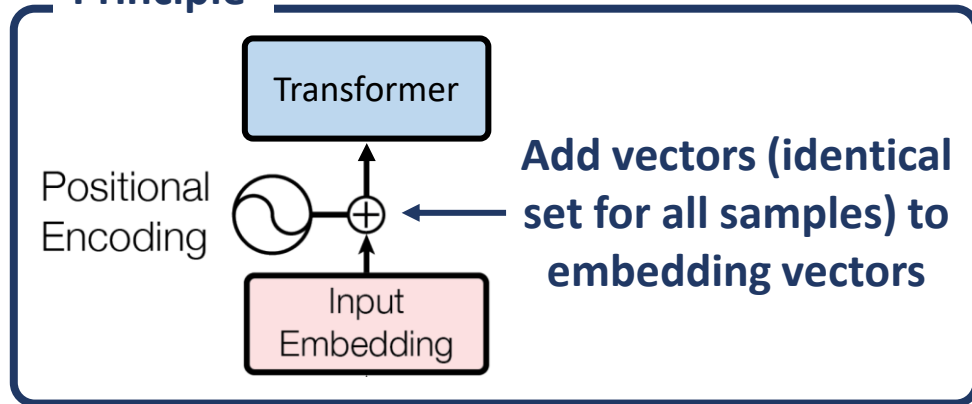 Principle
Transformer
Positional
Encoding
Add vectors (identical
set for all samples) to
embedding vectors
Input
Embedding